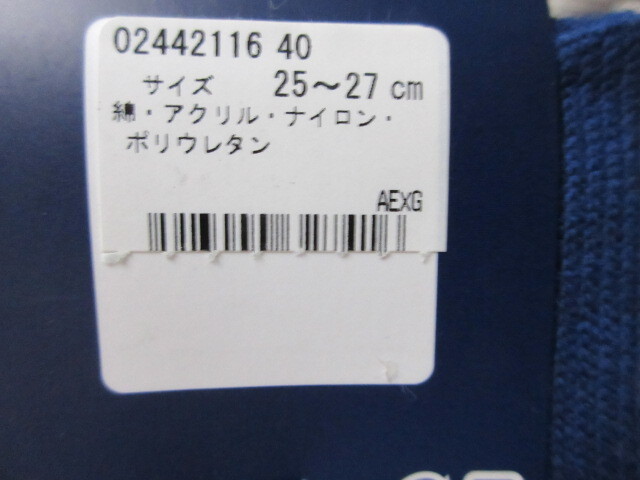 02442116 40
サイズ 25～27 cm
綿・アクリル・ナイロン・
ポリウレタン
AEXG